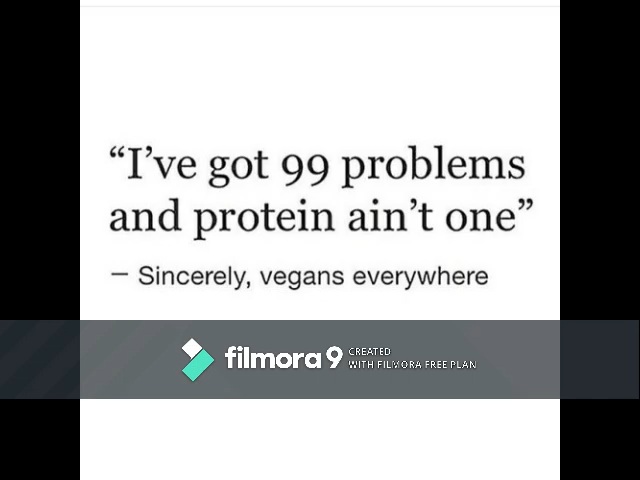 “I’ve got 99 problems
and protein ain’t one”
– Sincerely, vegans everywhere
filmora 9 CREATED
WITH FILMORA FREE PLAN